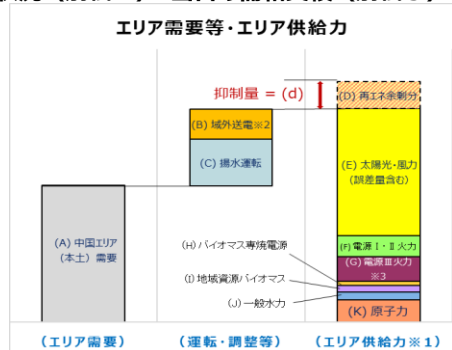 エリア需要等・エリア供給力
抑制量 = (d)
(D) 再エネ余剰分
(B) 域外送電※2
(C) 揚水運転
(E) 太陽光・風力
(誤差量含む)
(A) 中国エリア
(本土) 需要
(F) 電源Ⅰ・Ⅱ火力
(G) 電源Ⅲ火力
※3
(H) バイオマス専焼電源
(I) 地域資源バイオマス
(J) 一般水力
(K) 原子力
(エリア需要)
(運転・調整等)
(エリア供給力※1)